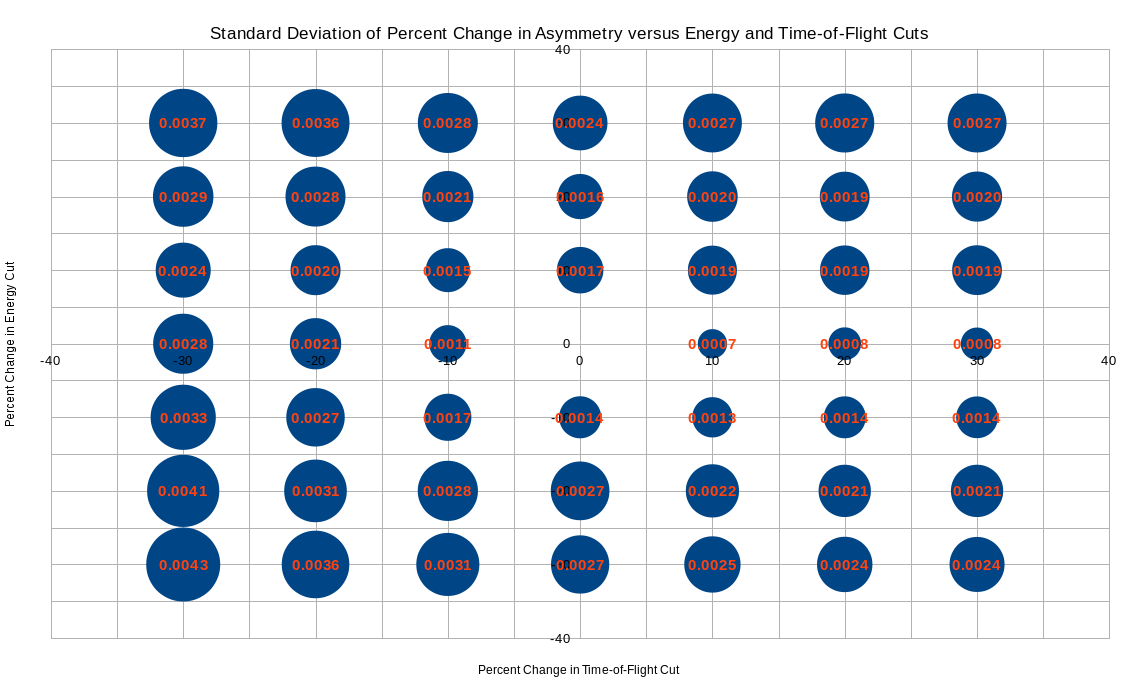 Standard Deviation of Percent Change in Asymmetry versus Energy and Time-of-Flight Cuts
40
0.0037 0.0036 0.0028 0.0024 0.0027 0.0027 0.0027
0.0029 0.0028 0.0021 0.0016 0.0020 0.0019 0.0020
0.0024 0.0020 0.0015 0.0017 0.0019 0.0019 0.0019
0.0028 0.0021 0.0011 0 0.0007 0.0008 0.0008
-40 -30 -20 -10 0 10 20 30 40
0.0033 0.0027 0.0017 0.0014 0.0013 0.0014 0.0014
0.0041 0.0031 0.0028 0.0027 0.0022 0.0021 0.0021
0.0043 0.0036 0.0031 0.0027 0.0025 0.0024 0.0024
-40
Percent Change in Energy Cut
Percent Change in Time-of-Flight Cut